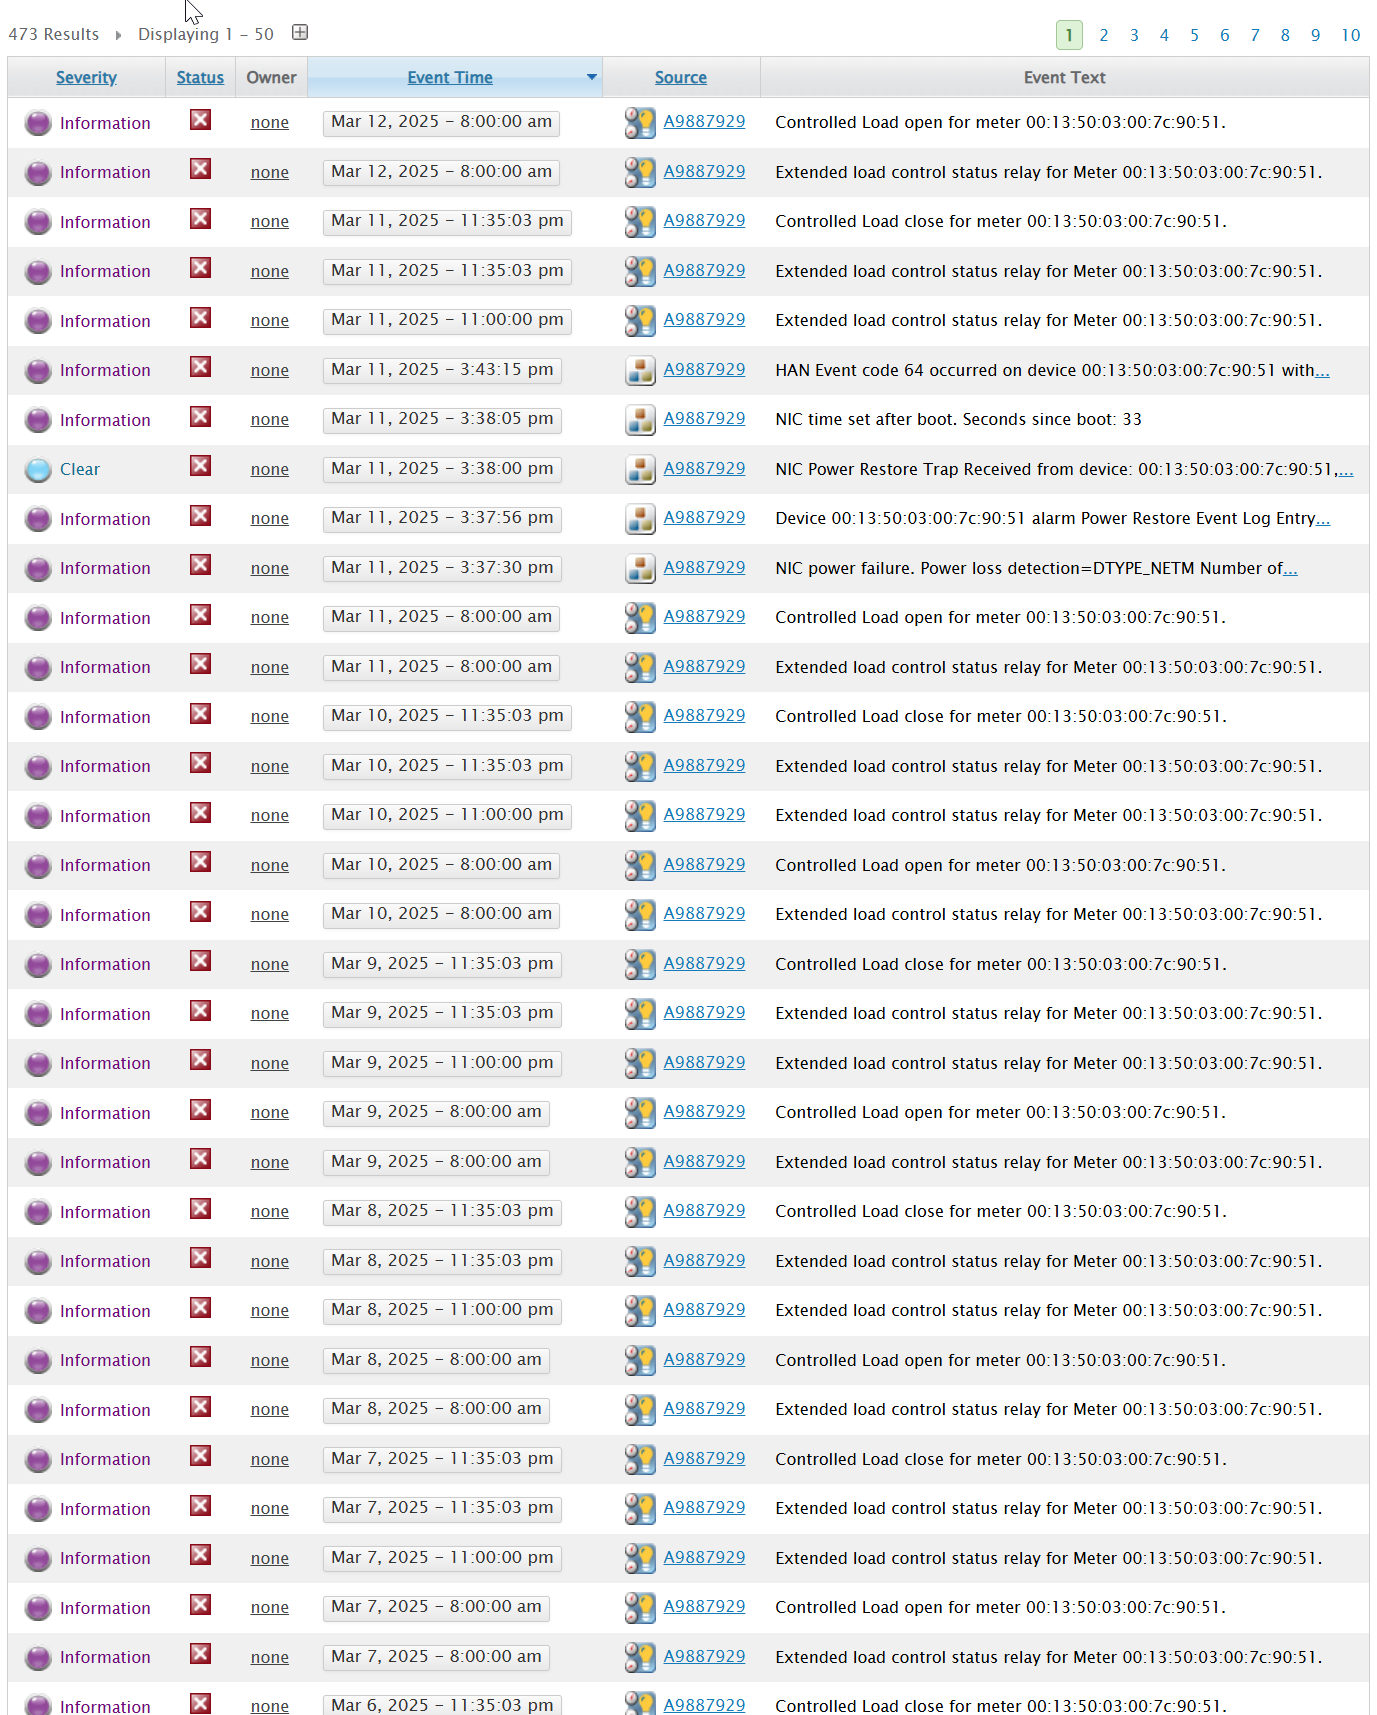 473 Results Displaying 1 – 50 1 2 3 4 5 6 7 8 9 10
Severity Status Owner Event Time Source Event Text
Information none Mar 12, 2025 – 8:00:00 am A9887929 Controlled Load open for meter 00:13:50:03:00:7c:90:51.
Information none Mar 12, 2025 – 8:00:00 am A9887929 Extended load control status relay for Meter 00:13:50:03:00:7c:90:51.
Information none Mar 11, 2025 – 11:35:03 pm A9887929 Controlled Load close for meter 00:13:50:03:00:7c:90:51.
Information none Mar 11, 2025 – 11:35:03 pm A9887929 Extended load control status relay for Meter 00:13:50:03:00:7c:90:51.
Information none Mar 11, 2025 – 11:00:00 pm A9887929 Extended load control status relay for Meter 00:13:50:03:00:7c:90:51.
Information none Mar 11, 2025 – 3:43:15 pm A9887929 HAN Event code 64 occurred on device 00:13:50:03:00:7c:90:51 with...
Information none Mar 11, 2025 – 3:38:05 pm A9887929 NIC time set after boot. Seconds since boot: 33
Clear none Mar 11, 2025 – 3:38:00 pm A9887929 NIC Power Restore Trap Received from device: 00:13:50:03:00:7c:90:51,...
Information none Mar 11, 2025 – 3:37:56 pm A9887929 Device 00:13:50:03:00:7c:90:51 alarm Power Restore Event Log Entry...
Information none Mar 11, 2025 – 3:37:30 pm A9887929 NIC power failure. Power loss detection=DTYPE_NETM Number of...
Information none Mar 11, 2025 – 8:00:00 am A9887929 Controlled Load open for meter 00:13:50:03:00:7c:90:51.
Information none Mar 11, 2025 – 8:00:00 am A9887929 Extended load control status relay for Meter 00:13:50:03:00:7c:90:51.
Information none Mar 10, 2025 – 11:35:03 pm A9887929 Controlled Load close for meter 00:13:50:03:00:7c:90:51.
Information none Mar 10, 2025 – 11:35:03 pm A9887929 Extended load control status relay for Meter 00:13:50:03:00:7c:90:51.
Information none Mar 10, 2025 – 11:00:00 pm A9887929 Extended load control status relay for Meter 00:13:50:03:00:7c:90:51.
Information none Mar 10, 2025 – 8:00:00 am A9887929 Controlled Load open for meter 00:13:50:03:00:7c:90:51.
Information none Mar 10, 2025 – 8:00:00 am A9887929 Extended load control status relay for Meter 00:13:50:03:00:7c:90:51.
Information none Mar 9, 2025 – 11:35:03 pm A9887929 Controlled Load close for meter 00:13:50:03:00:7c:90:51.
Information none Mar 9, 2025 – 11:35:03 pm A9887929 Extended load control status relay for Meter 00:13:50:03:00:7c:90:51.
Information none Mar 9, 2025 – 11:00:00 pm A9887929 Extended load control status relay for Meter 00:13:50:03:00:7c:90:51.
Information none Mar 9, 2025 – 8:00:00 am A9887929 Controlled Load open for meter 00:13:50:03:00:7c:90:51.
Information none Mar 9, 2025 – 8:00:00 am A9887929 Extended load control status relay for Meter 00:13:50:03:00:7c:90:51.
Information none Mar 8, 2025 – 11:35:03 pm A9887929 Controlled Load close for meter 00:13:50:03:00:7c:90:51.
Information none Mar 8, 2025 – 11:35:03 pm A9887929 Extended load control status relay for Meter 00:13:50:03:00:7c:90:51.
Information none Mar 8, 2025 – 11:00:00 pm A9887929 Extended load control status relay for Meter 00:13:50:03:00:7c:90:51.
Information none Mar 8, 2025 – 8:00:00 am A9887929 Controlled Load open for meter 00:13:50:03:00:7c:90:51.
Information none Mar 8, 2025 – 8:00:00 am A9887929 Extended load control status relay for Meter 00:13:50:03:00:7c:90:51.
Information none Mar 7, 2025 – 11:35:03 pm A9887929 Controlled Load close for meter 00:13:50:03:00:7c:90:51.
Information none Mar 7, 2025 – 11:35:03 pm A9887929 Extended load control status relay for Meter 00:13:50:03:00:7c:90:51.
Information none Mar 7, 2025 – 11:00:00 pm A9887929 Extended load control status relay for Meter 00:13:50:03:00:7c:90:51.
Information none Mar 7, 2025 – 8:00:00 am A9887929 Controlled Load open for meter 00:13:50:03:00:7c:90:51.
Information none Mar 7, 2025 – 8:00:00 am A9887929 Extended load control status relay for Meter 00:13:50:03:00:7c:90:51.
Information none Mar 6, 2025 – 11:35:03 pm A9887929 Controlled Load close for meter 00:13:50:03:00:7c:90:51.